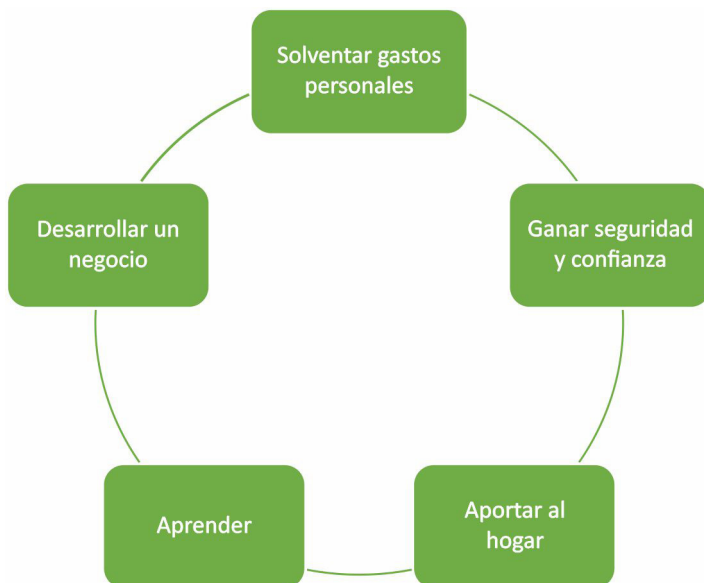 Solventar gastos
personales
Ganar seguridad
y confianza
Aportar al
hogar
Aprender
Desarrollar un
negocio